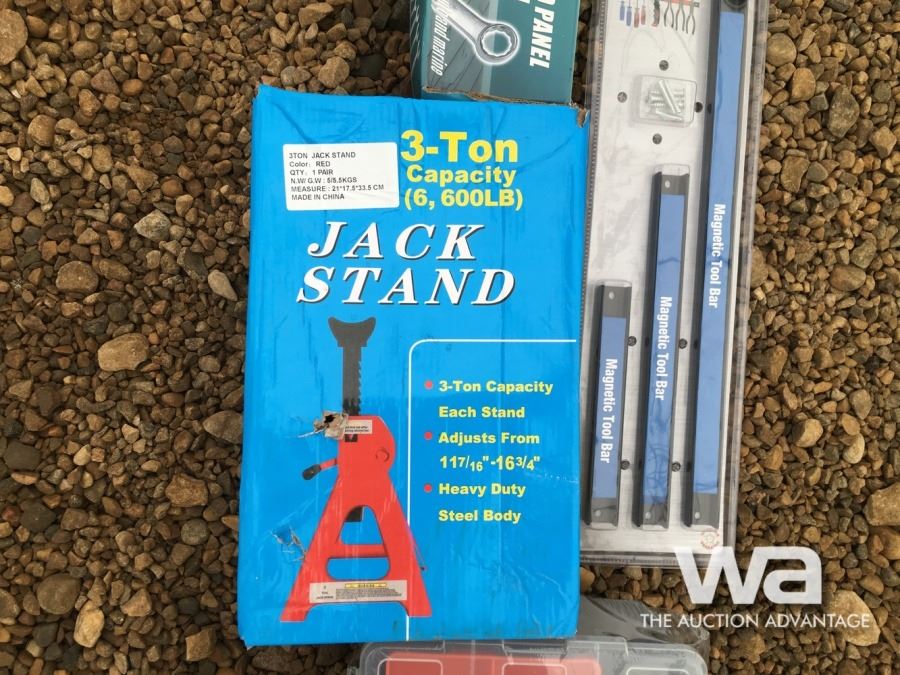 PANEL
and marine
3TON JACK STAND
Color: RED
QTY: 1 PAIR
N.W/ G.W : 5/5.5KGS
MEASURE : 21*17.5*33.5 CM
MADE IN CHINA
3-Ton
Capacity
(6, 600LB)
JACK
STAND
3-Ton Capacity
Each Stand
Adjusts From
11 7/16"-16 3/4"
Heavy Duty
Steel Body
Magnetic Tool Bar
Magnetic Tool Bar
Magnetic Tool Bar
wa
THE AUCTION ADVANTAGE